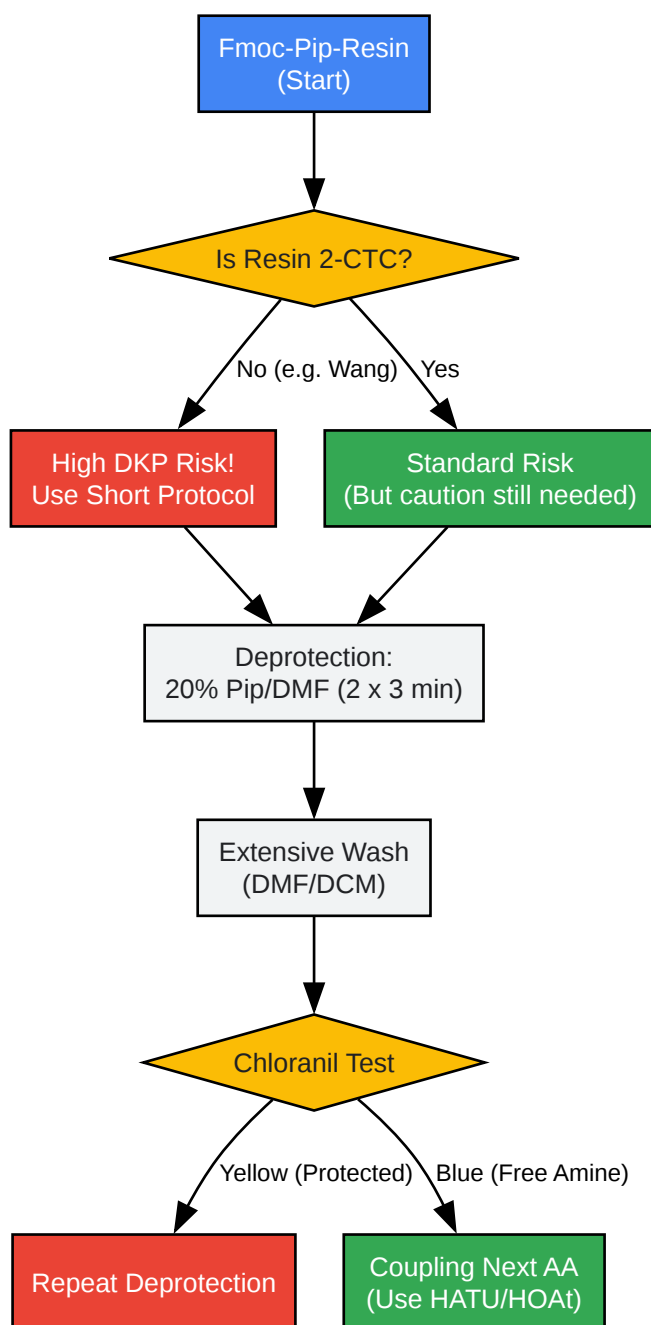 Fmoc-Pip-Resin
(Start)
Is Resin 2-CTC?
No (e.g. Wang)
Yes
High DKP Risk!
Use Short Protocol
Standard Risk
(But caution still needed)
Deprotection:
20% Pip/DMF (2 x 3 min)
Extensive Wash
(DMF/DCM)
Chloranil Test
Yellow (Protected)
Blue (Free Amine)
Repeat Deprotection
Coupling Next AA
(Use HATU/HOAt)